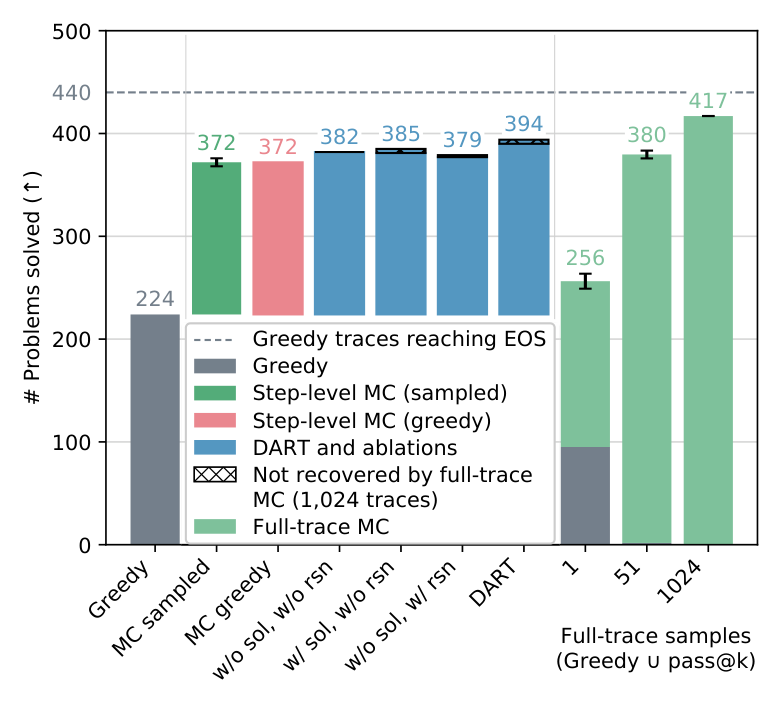 # Problems solved (↑)
500
440
400
300
200
100
0
224
372
372
382
385
379
394
256
380
417
Greedy traces reaching EOS
Greedy
Step-level MC (sampled)
Step-level MC (greedy)
DART and ablations
Not recovered by full-trace
MC (1,024 traces)
Full-trace MC
Greedy
MC sampled
MC greedy
w/o sol, w/o rsn
w/ sol, w/o rsn
w/o sol, w/ rsn
DART
1
51
1024
Full-trace samples
(Greedy ∪ pass@k)